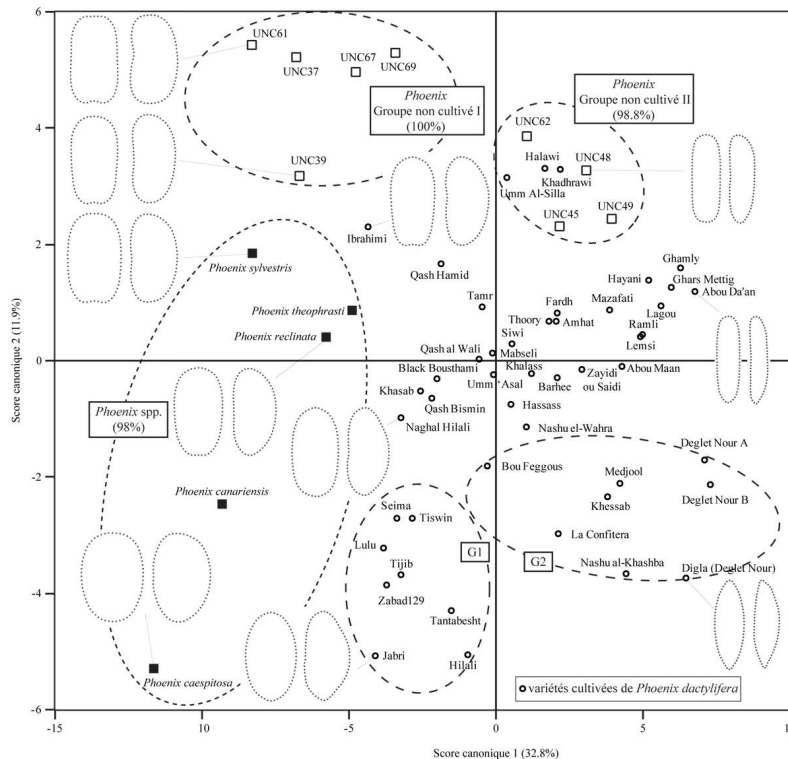 6
UNC61
UNC37
UNC67
UNC69
Phoenix
Groupe non cultivé I
(100%)
Phoenix
Groupe non cultivé II
(98.8%)
4
UNC62
Halawi
UNC48
Khadhrawi
Umm Al-Silla
UNC39
UNC45
UNC49
Ibrahimi
2
Phoenix sylvestris
Qash Hamid
Ghamly
Hayani
Ghars Mettig
Abou Da'an
Phoenix theophrasti
Tamr
Fardh
Mazafati
Lagou
Thoory
Amhat
Ramli
Phoenix reclinata
Siwi
Lemsi
Qash al Wali
Mabseli
0
Black Bousthami
Khalass
Umm 'Asal
Barhee
Zayidi
ou Saidi
Abou Maan
Khasab
Qash Bismin
Hassass
Phoenix spp.
(98%)
Naghal Hilali
Nashu el-Wahra
Deglet Nour A
-2
Bou Feggous
Medjool
Phoenix canariensis
Khessab
Deglet Nour B
Seima
Tiswin
La Confitera
Lulu
G1
G2
Tijib
Nashu al-Khashba
Digla (Deglet Nour)
-4
Zabad129
Tantabesht
Jabri
Hilali
Phoenix caespitosa
variétés cultivées de Phoenix dactylifera
-6
-15
-10
-5
0
5
Score canonique 1 (32.8%)
Score canonique 2 (11.9%)